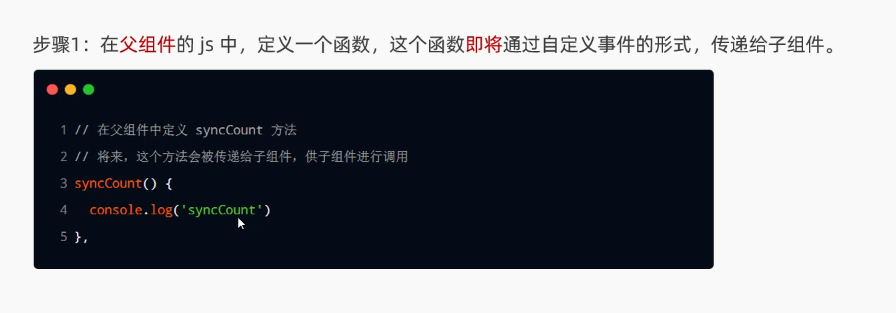 步骤1：在父组件的 js 中，定义一个函数，这个函数即将通过自定义事件的形式，传递给子组件。
1 // 在父组件中定义 syncCount 方法
2 // 将来，这个方法会被传递给子组件，供子组件进行调用
3 syncCount() {
4   console.log('syncCount')
5 },